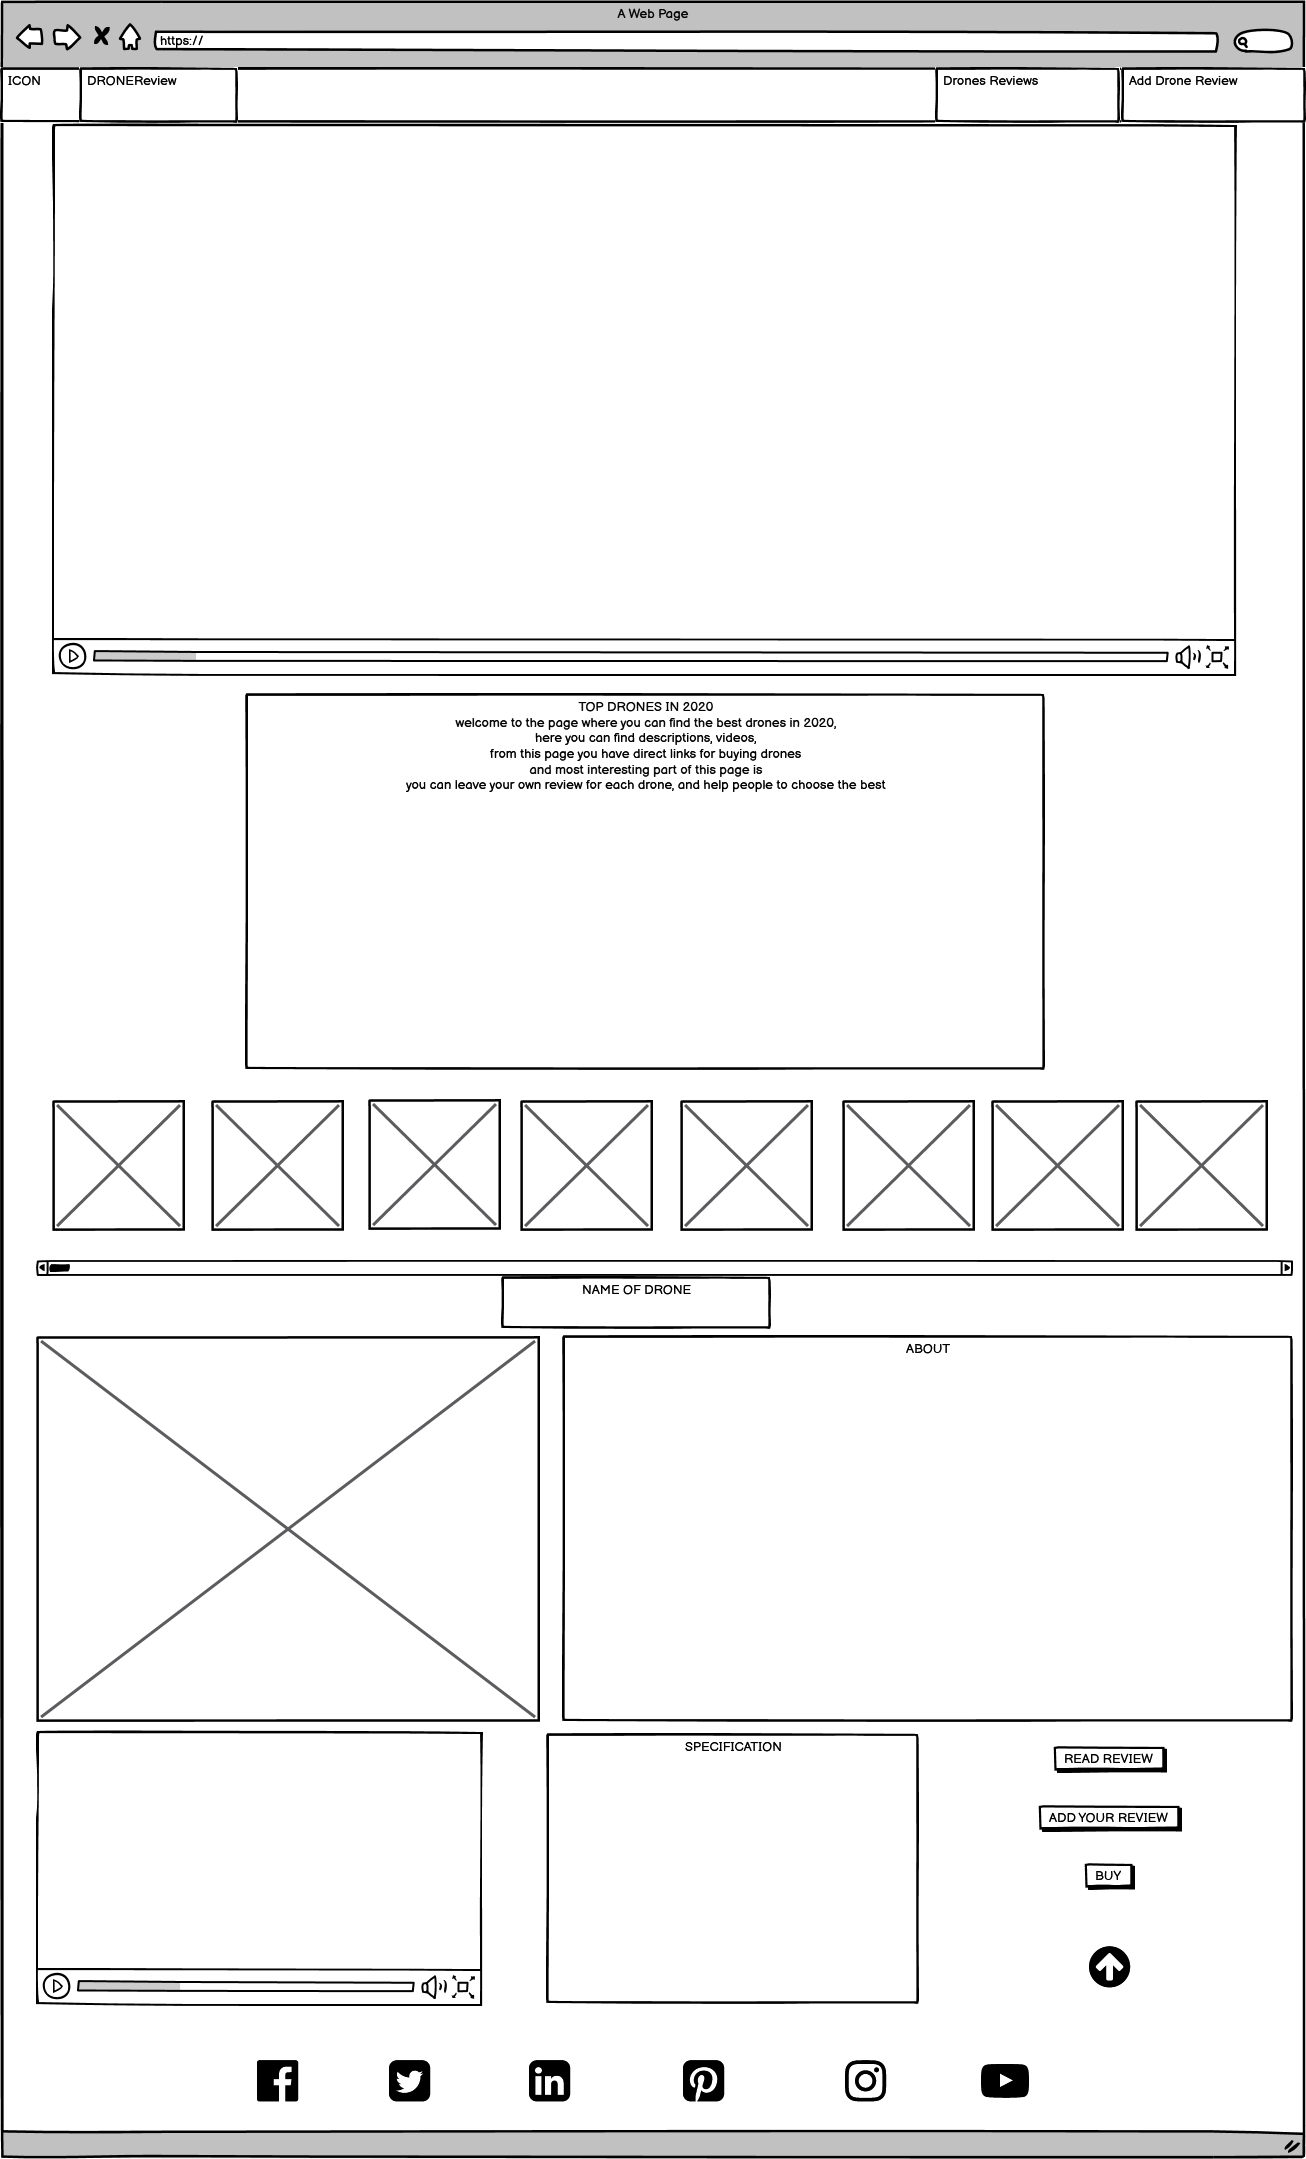 A Web Page
https://
ICON
DRONEReview
Drones Reviews
Add Drone Review
TOP DRONES IN 2020
welcome to the page where you can find the best drones in 2020,
here you can find descriptions, videos,
from this page you have direct links for buying drones
and most interesting part of this page is
you can leave your own review for each drone, and help people to choose the best
NAME OF DRONE
ABOUT
SPECIFICATION
READ REVIEW
ADD YOUR REVIEW
BUY